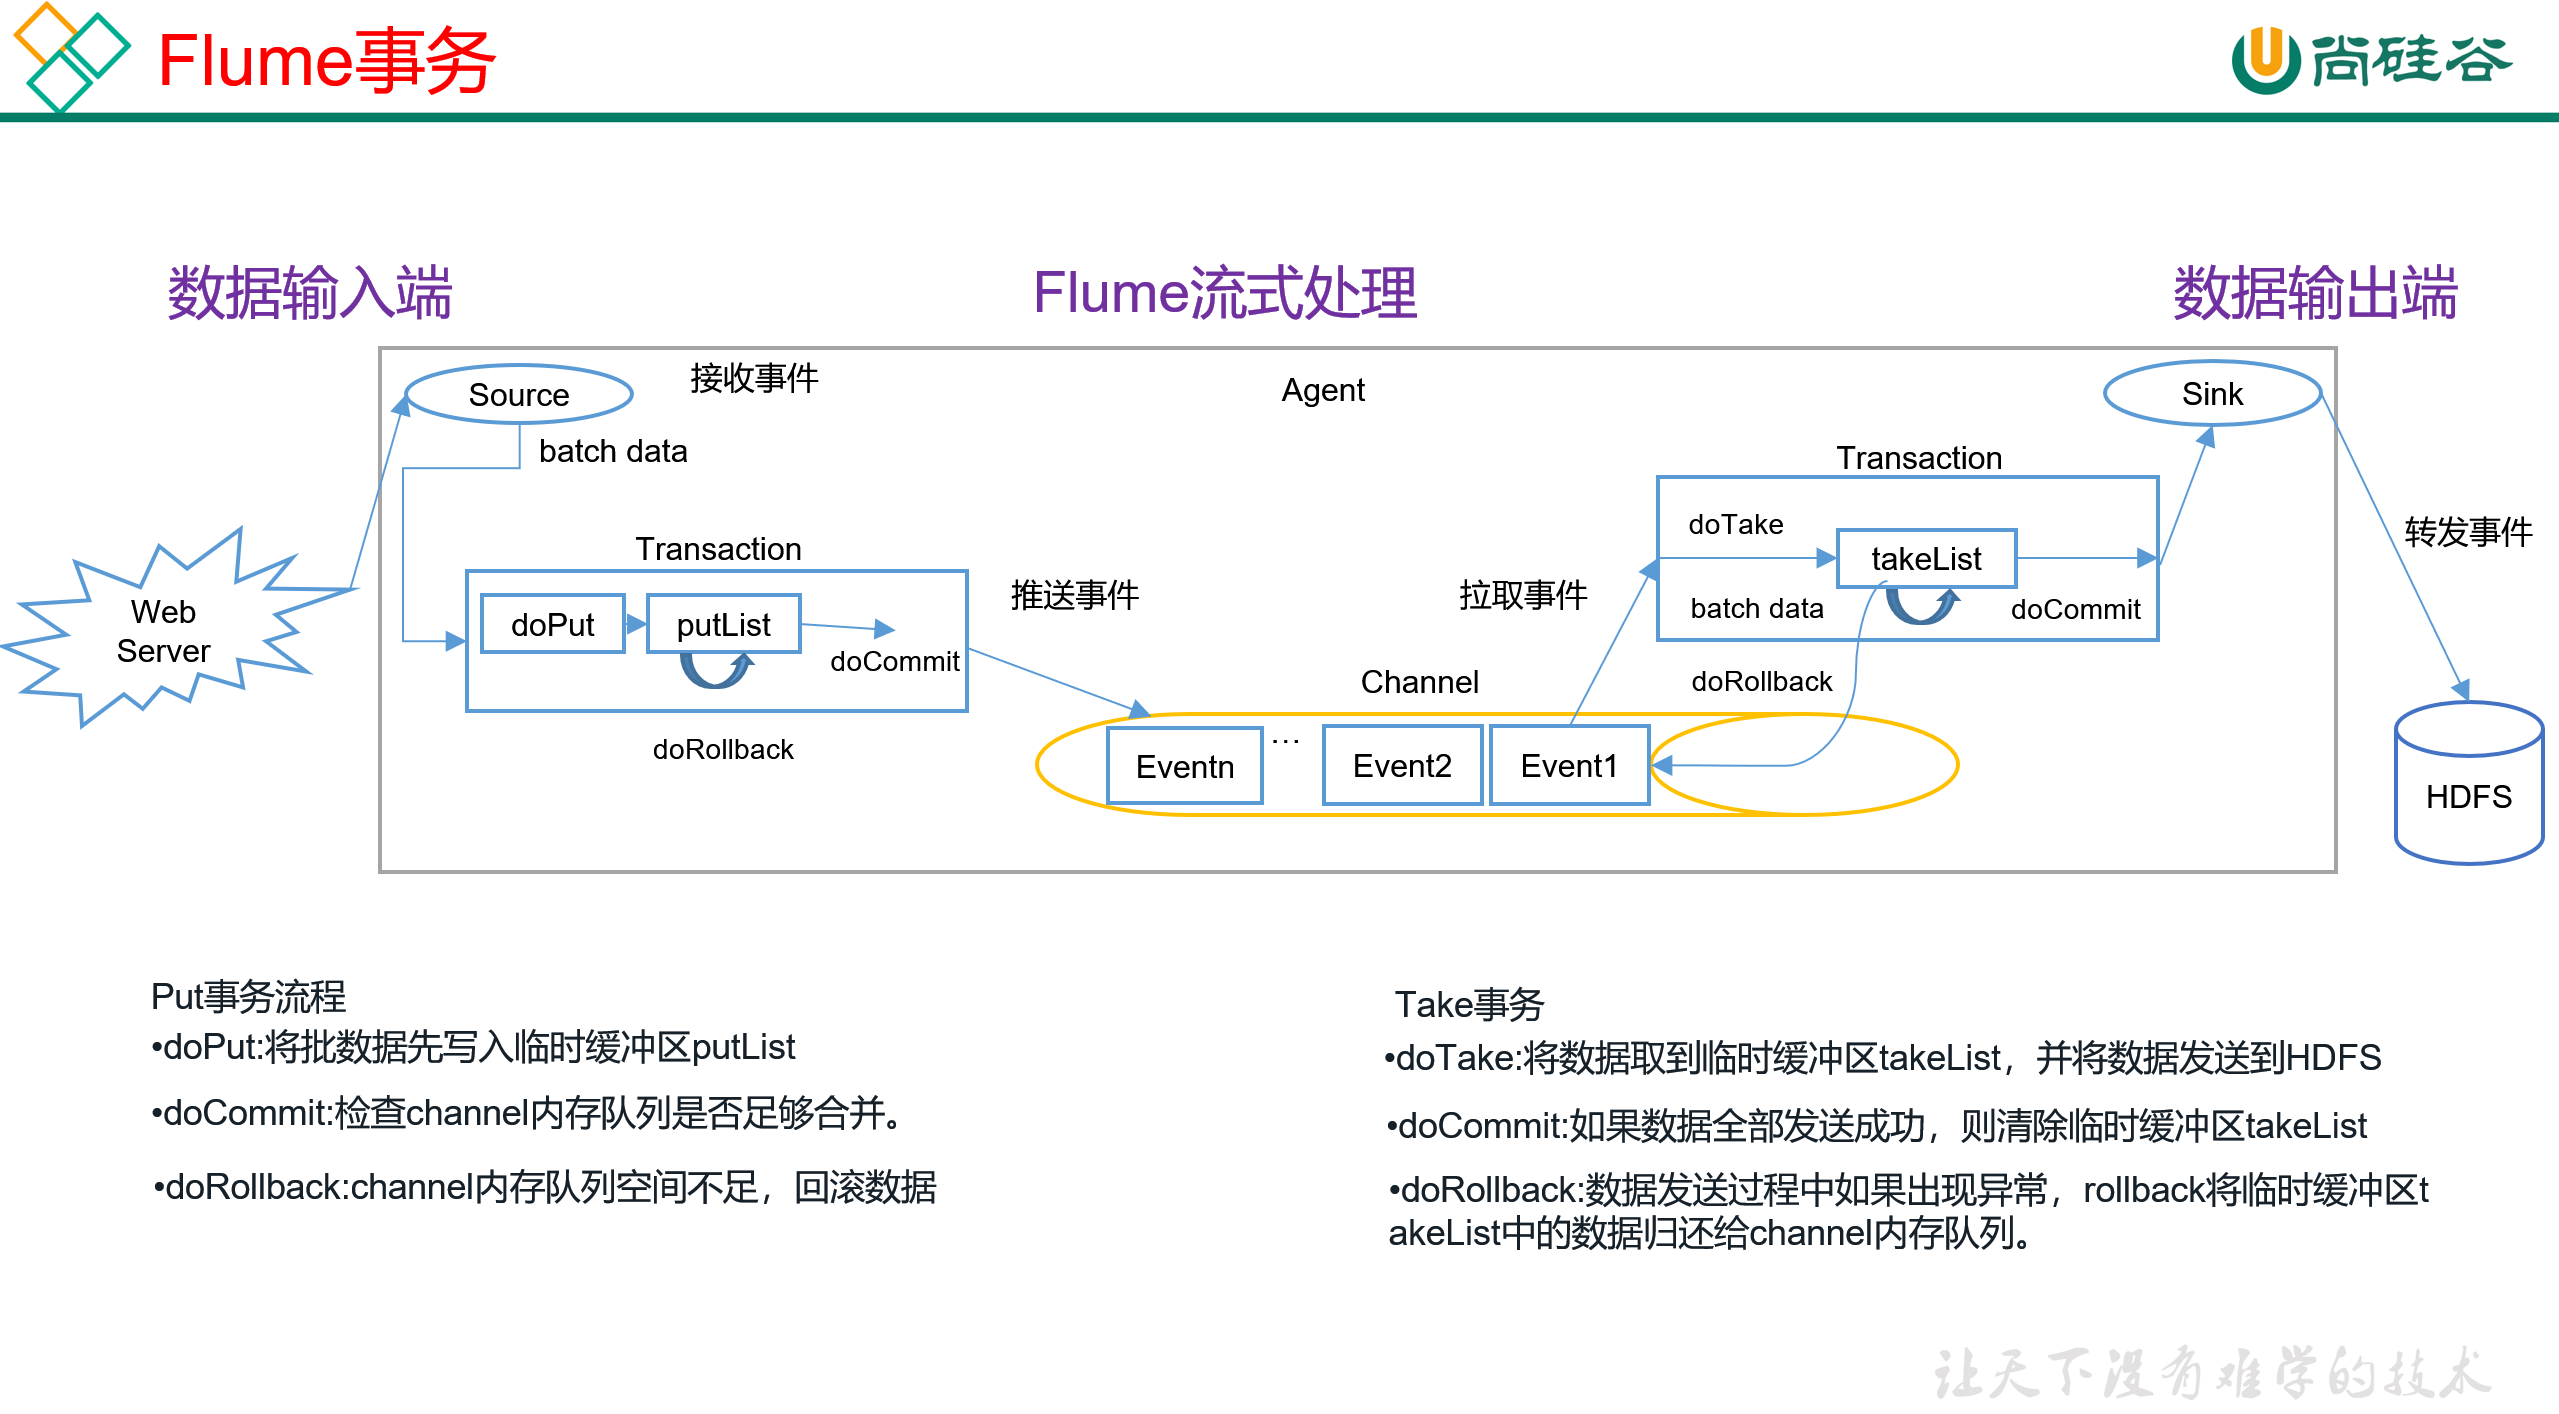 Flume事务
尚硅谷
数据输入端
Flume流式处理
数据输出端
Source
接收事件
Agent
Sink
batch data
Transaction
doTake
takeList
batch data
doCommit
转发事件
Web
Server
Transaction
doPut
putList
doCommit
推送事件
拉取事件
doRollback
Channel
doRollback
Eventn
...
Event2
Event1
HDFS
Put事务流程
•doPut:将批数据先写入临时缓冲区putList
•doCommit:检查channel内存队列是否足够合并。
•doRollback:channel内存队列空间不足，回滚数据
Take事务
•doTake:将数据取到临时缓冲区takeList，并将数据发送到HDFS
•doCommit:如果数据全部发送成功，则清除临时缓冲区takeList
•doRollback:数据发送过程中如果出现异常，rollback将临时缓冲区t
akeList中的数据归还给channel内存队列。
让天下没有难学的技术